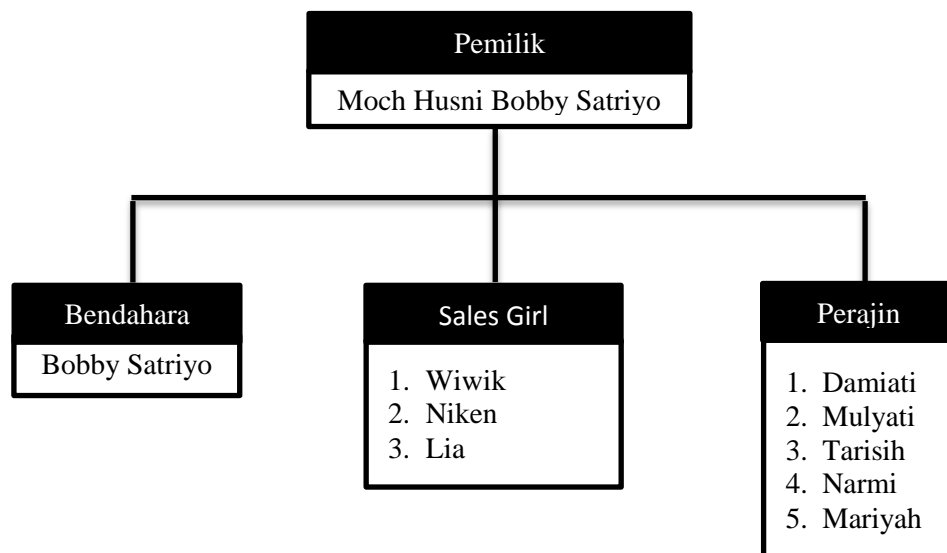 Pemilik
Moch Husni Bobby Satriyo
Bendahara
Bobby Satriyo
Sales Girl
1. Wiwik
2. Niken
3. Lia
Perajin
1. Damiati
2. Mulyati
3. Tarisih
4. Narmi
5. Mariyah